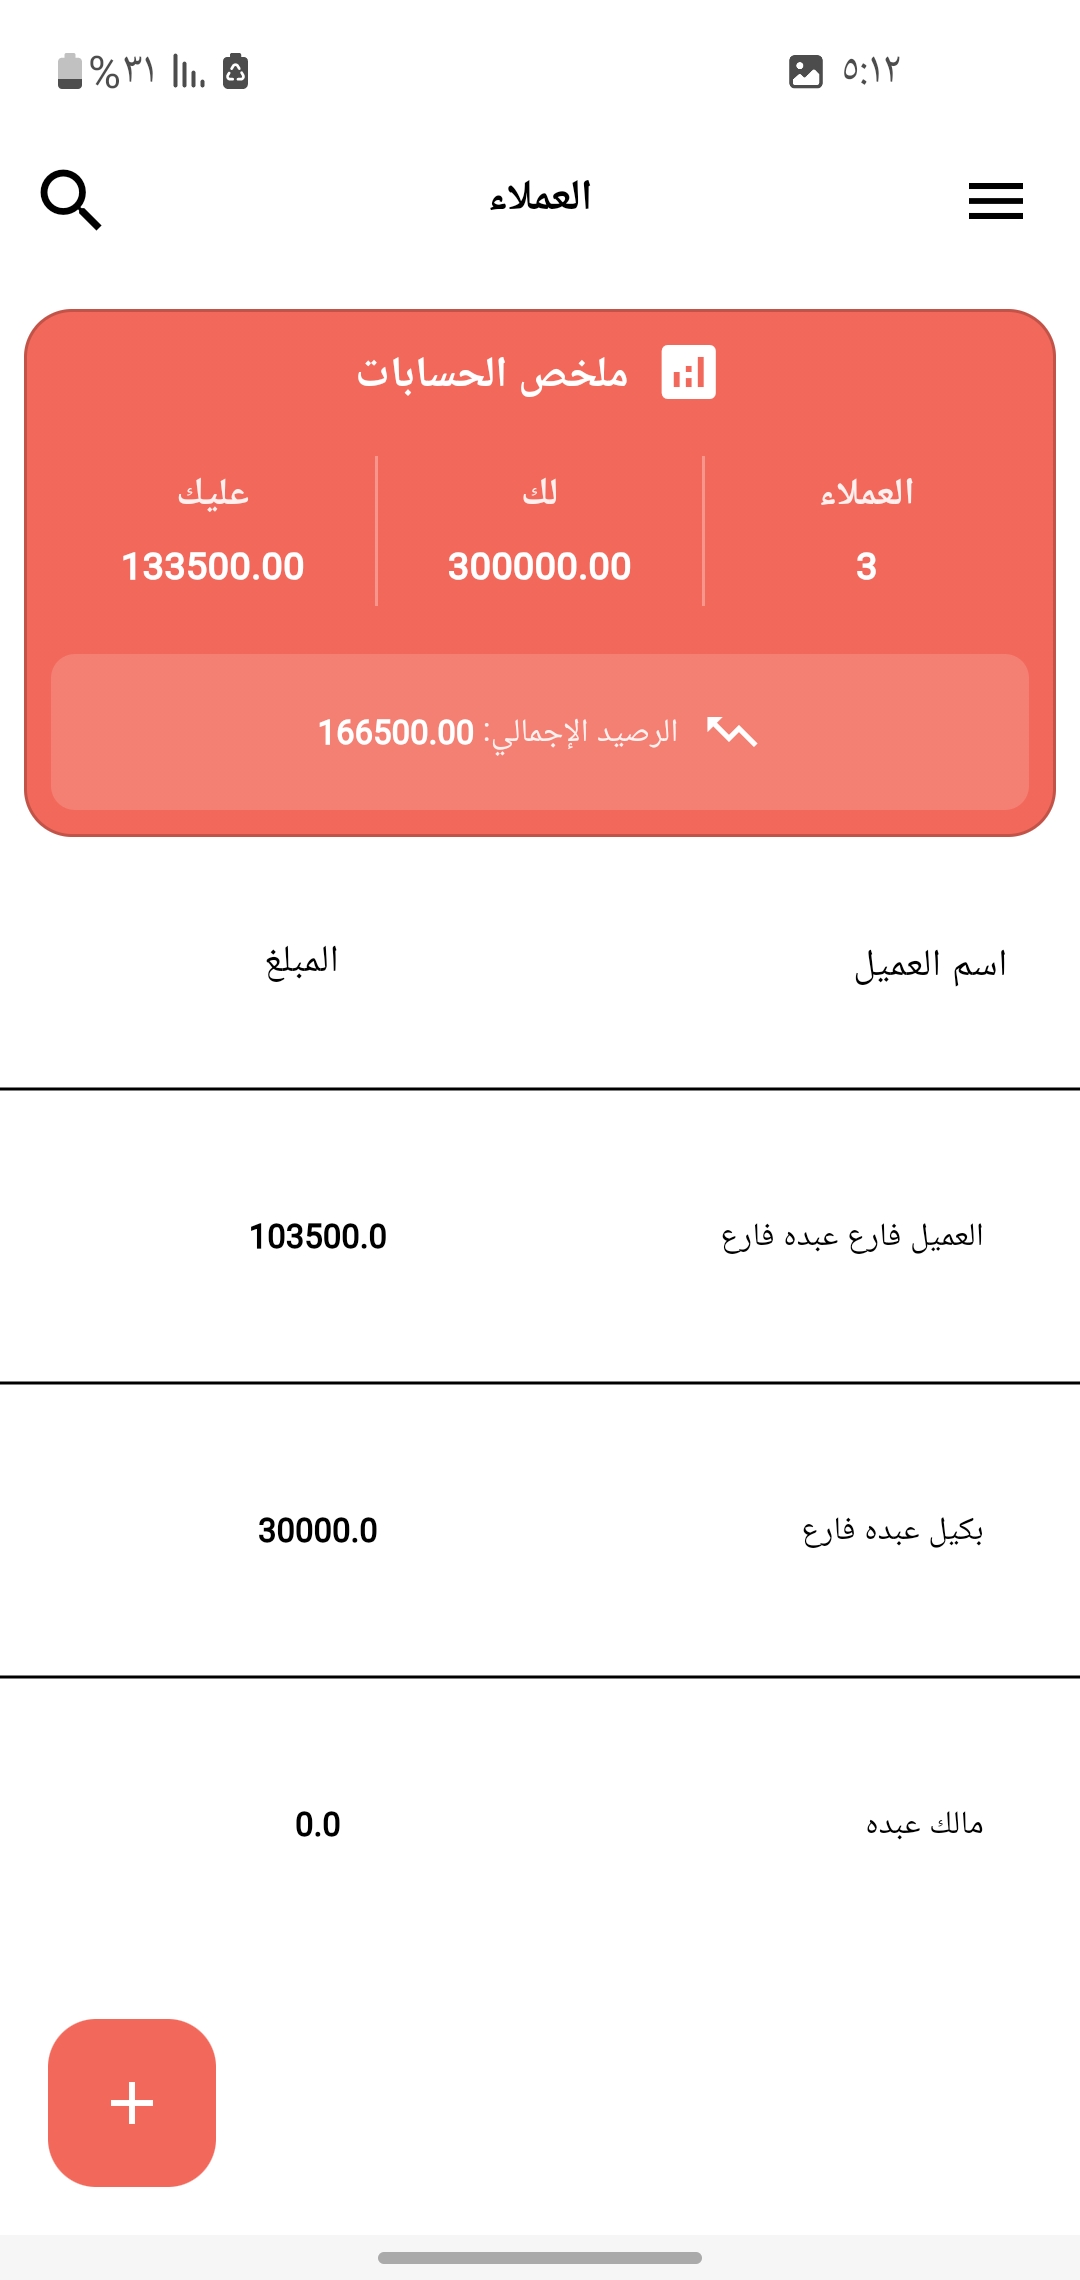 ٥:١٢ %٣١
العملاء
ملخص الحسابات
العملاء لك عليك
3 300000.00 133500.00
الرصيد الإجمالي: 166500.00
اسم العميل المبلغ
العميل فارع عبده فارع 103500.0
بكيل عبده فارع 30000.0
مالك عبده 0.0